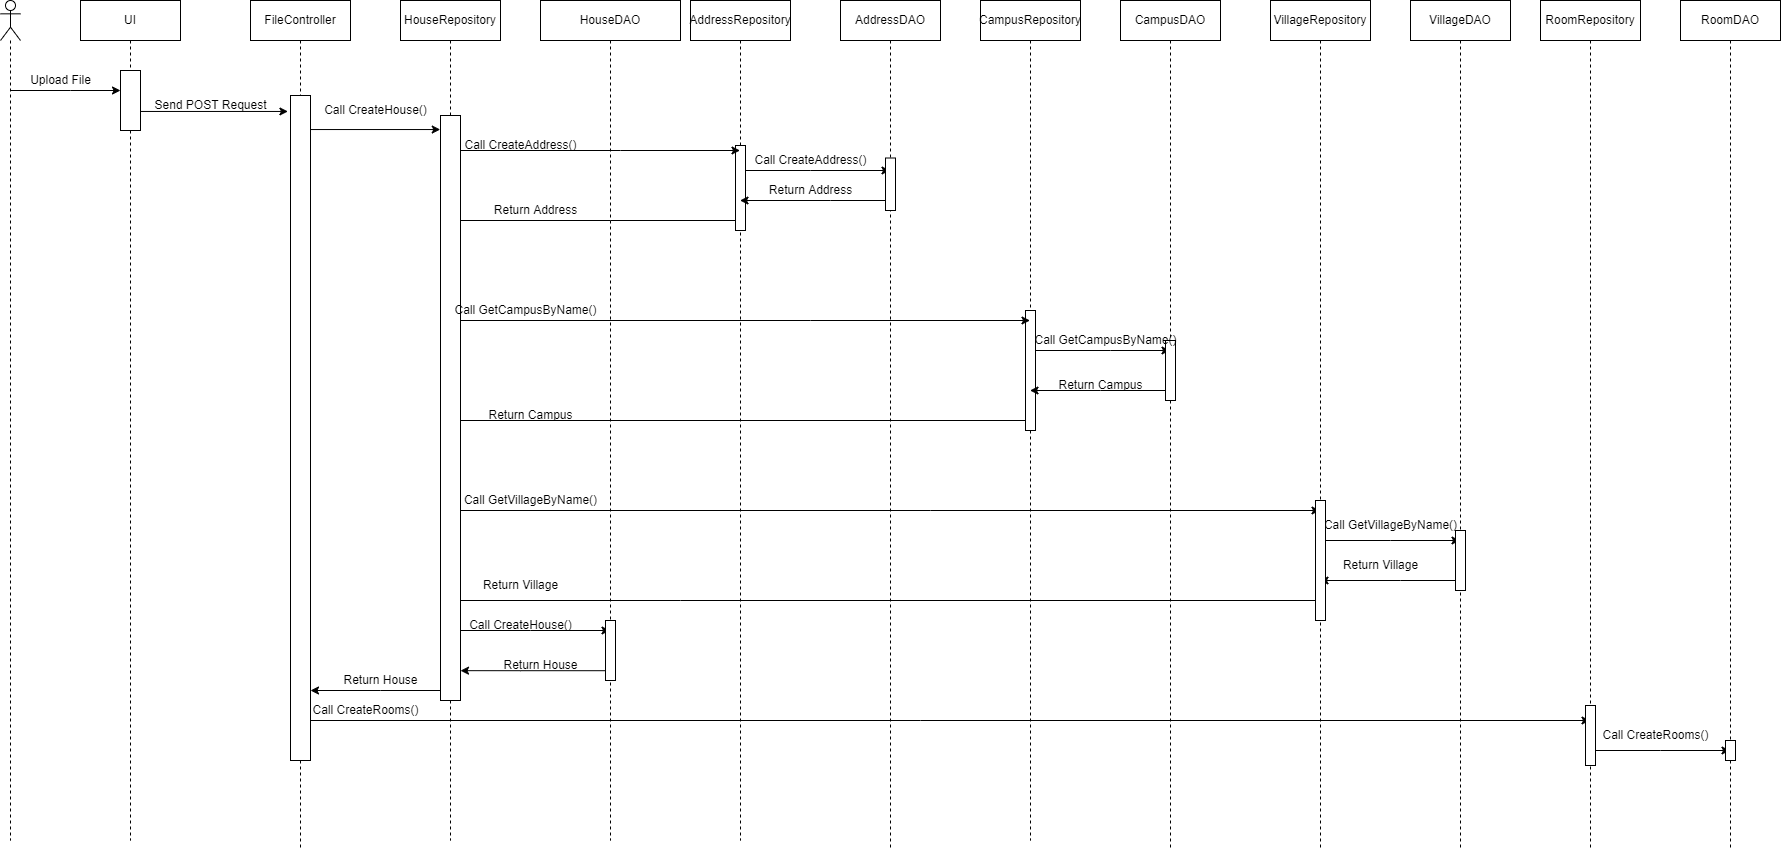 UI
FileController
HouseRepository
HouseDAO
AddressRepository
AddressDAO
CampusRepository
CampusDAO
VillageRepository
VillageDAO
RoomRepository
RoomDAO
Upload File
Send POST Request
Call CreateHouse()
Call CreateAddress()
Call CreateAddress()
Return Address
Return Address
Call GetCampusByName()
Call GetCampusByName()
Return Campus
Return Campus
Call GetVillageByName()
Call GetVillageByName()
Return Village
Return Village
Call CreateHouse()
Return House
Return House
Call CreateRooms()
Call CreateRooms()